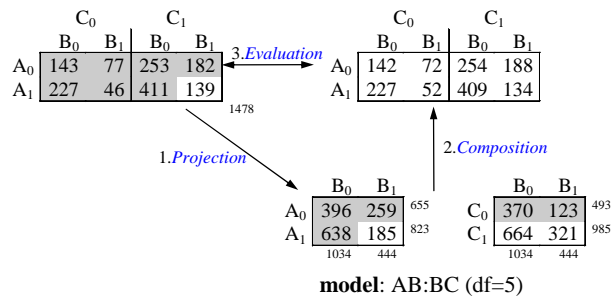 C0 C1 C0 C1
B0 B1 B0 B1 3.Evaluation B0 B1 B0 B1
A0 143 77 253 182 A0 142 72 254 188
A1 227 46 411 139 A1 227 52 409 134
1478
1.Projection 2.Composition
B0 B1 B0 B1
A0 396 259 655 C0 370 123 493
A1 638 185 823 C1 664 321 985
1034 444 1034 444
model: AB:BC (df=5)